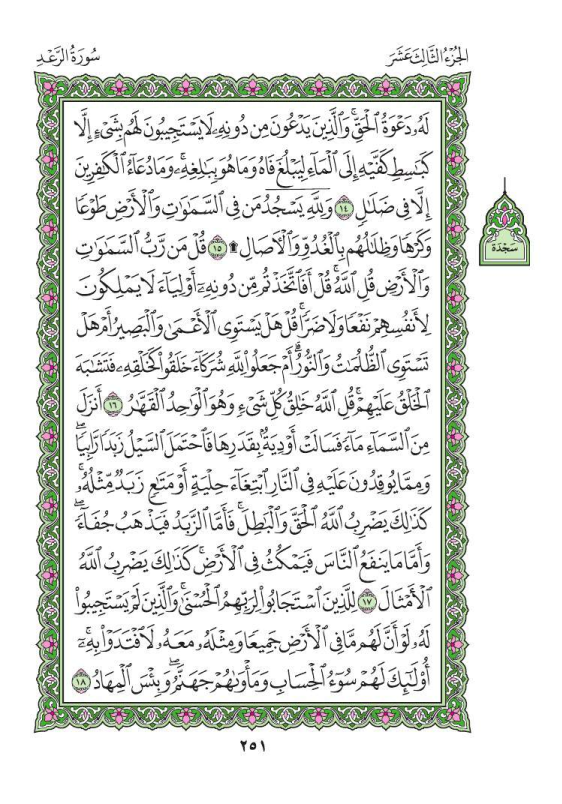 الجُزْءُ الثَّالِثَ عَشَرَ
سُورَةُ الرَّعْدِ
لَهُۥ دَعْوَةُ ٱلْحَقِّۚ وَٱلَّذِينَ يَدْعُونَ مِن دُونِهِۦ لَا يَسْتَجِيبُونَ لَهُم بِشَىْءٍ إِلَّا
كَبَـٰسِطِ كَفَّيْهِ إِلَى ٱلْمَآءِ لِيَبْلُغَ فَاهُ وَمَا هُوَ بِبَـٰلِغِهِۦۚ وَمَا دُعَآءُ ٱلْكَـٰفِرِينَ
إِلَّا فِى ضَلَـٰلٍ ١٤ وَلِلَّهِ يَسْجُدُ مَن فِى ٱلسَّمَـٰوَٰتِ وَٱلْأَرْضِ طَوْعًا
وَكَرْهًا وَظِلَـٰلُهُم بِٱلْغُدُوِّ وَٱلْـَٔاصَالِ ۩ ١٥ قُلْ مَن رَّبُّ ٱلسَّمَـٰوَٰتِ
سَجْدَة
وَٱلْأَرْضِ قُلِ ٱللَّهُۚ قُلْ أَفَٱتَّخَذْتُم مِّن دُونِهِۦٓ أَوْلِيَآءَ لَا يَمْلِكُونَ
لِأَنفُسِهِمْ نَفْعًا وَلَا ضَرًّاۚ قُلْ هَلْ يَسْتَوِى ٱلْأَعْمَىٰ وَٱلْبَصِيرُ أَمْ هَلْ
تَسْتَوِى ٱلظُّلُمَـٰتُ وَٱلنُّورُۗ أَمْ جَعَلُوا۟ لِلَّهِ شُرَكَآءَ خَلَقُوا۟ كَخَلْقِهِۦ فَتَشَـٰبَهَ
ٱلْخَلْقُ عَلَيْهِمْۚ قُلِ ٱللَّهُ خَـٰلِقُ كُلِّ شَىْءٍ وَهُوَ ٱلْوَٰحِدُ ٱلْقَهَّـٰرُ ١٦ أَنزَلَ
مِنَ ٱلسَّمَآءِ مَآءً فَسَالَتْ أَوْدِيَةٌۢ بِقَدَرِهَا فَٱحْتَمَلَ ٱلسَّيْلُ زَبَدًا رَّابِيًاۖ
وَمِمَّا يُوقِدُونَ عَلَيْهِ فِى ٱلنَّارِ ٱبْتِغَآءَ حِلْيَةٍ أَوْ مَتَـٰعٍ زَبَدٌ مِّثْلُهُۥۚ
كَذَٰلِكَ يَضْرِبُ ٱللَّهُ ٱلْحَقَّ وَٱلْبَـٰطِلَۚ فَأَمَّا ٱلزَّبَدُ فَيَذْهَبُ جُفَآءًۖ
وَأَمَّا مَا يَنفَعُ ٱلنَّاسَ فَيَمْكُثُ فِى ٱلْأَرْضِۚ كَذَٰلِكَ يَضْرِبُ ٱللَّهُ
ٱلْأَمْثَالَ ١٧ لِلَّذِينَ ٱسْتَجَابُوا۟ لِرَبِّهِمُ ٱلْحُسْنَىٰۚ وَٱلَّذِينَ لَمْ يَسْتَجِيبُوا۟
لَهُۥ لَوْ أَنَّ لَهُم مَّا فِى ٱلْأَرْضِ جَمِيعًا وَمِثْلَهُۥ مَعَهُۥ لَٱفْتَدَوْا۟ بِهِۦٓۚ
أُو۟لَـٰٓئِكَ لَهُمْ سُوٓءُ ٱلْحِسَابِ وَمَأْوَىٰهُمْ جَهَنَّمُۖ وَبِئْسَ ٱلْمِهَادُ ١٨
٢٥١